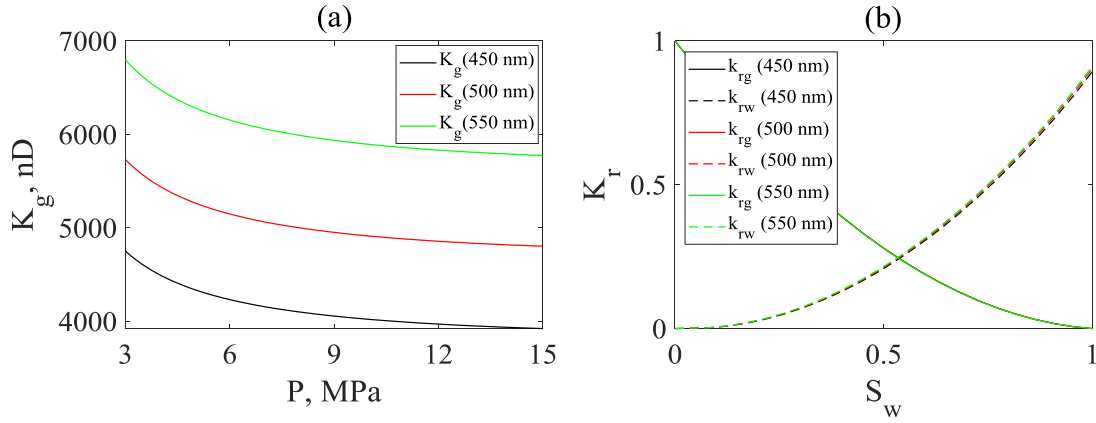 (a)
7000
6000
5000
4000
K_g, nD
3
6
9
12
15
P, MPa
K_g(450 nm)
K_g(500 nm)
K_g(550 nm)
(b)
1
0.5
0
K_r
0
0.5
1
S_w
k_rg (450 nm)
k_rw (450 nm)
k_rg (500 nm)
k_rw (500 nm)
k_rg (550 nm)
k_rw (550 nm)